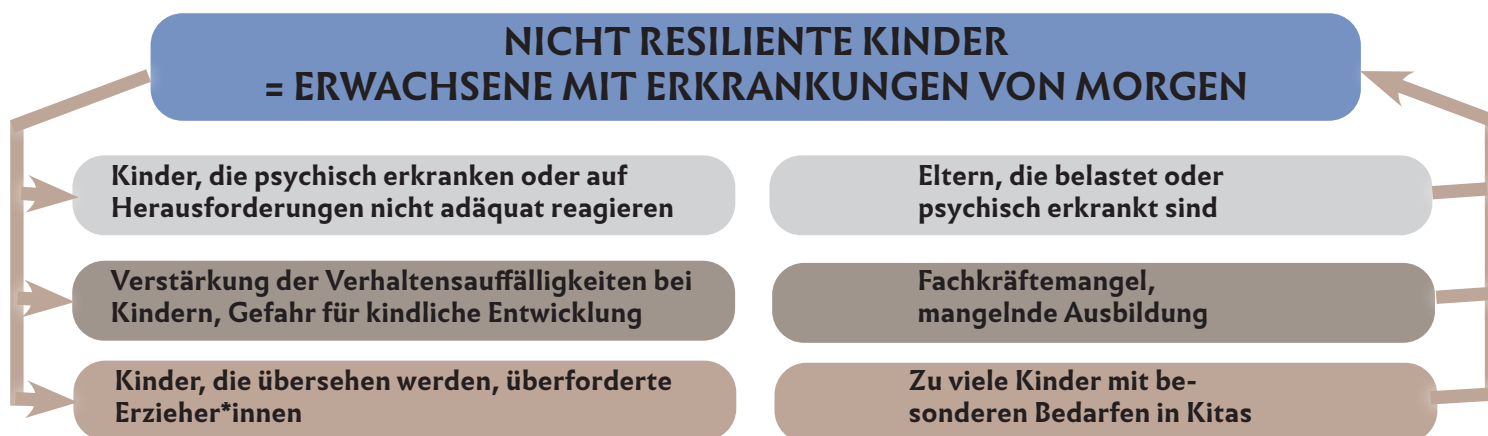 NICHT RESILIENTE KINDER
= ERWACHSENE MIT ERKRANKUNGEN VON MORGEN
Kinder, die psychisch erkranken oder auf
Herausforderungen nicht adäquat reagieren
Eltern, die belastet oder
psychisch erkrankt sind
Verstärkung der Verhaltensauffälligkeiten bei
Kindern, Gefahr für kindliche Entwicklung
Fachkräftemangel,
mangelnde Ausbildung
Kinder, die übersehen werden, überforderte
Erzieher*innen
Zu viele Kinder mit be-
sonderen Bedarfen in Kitas